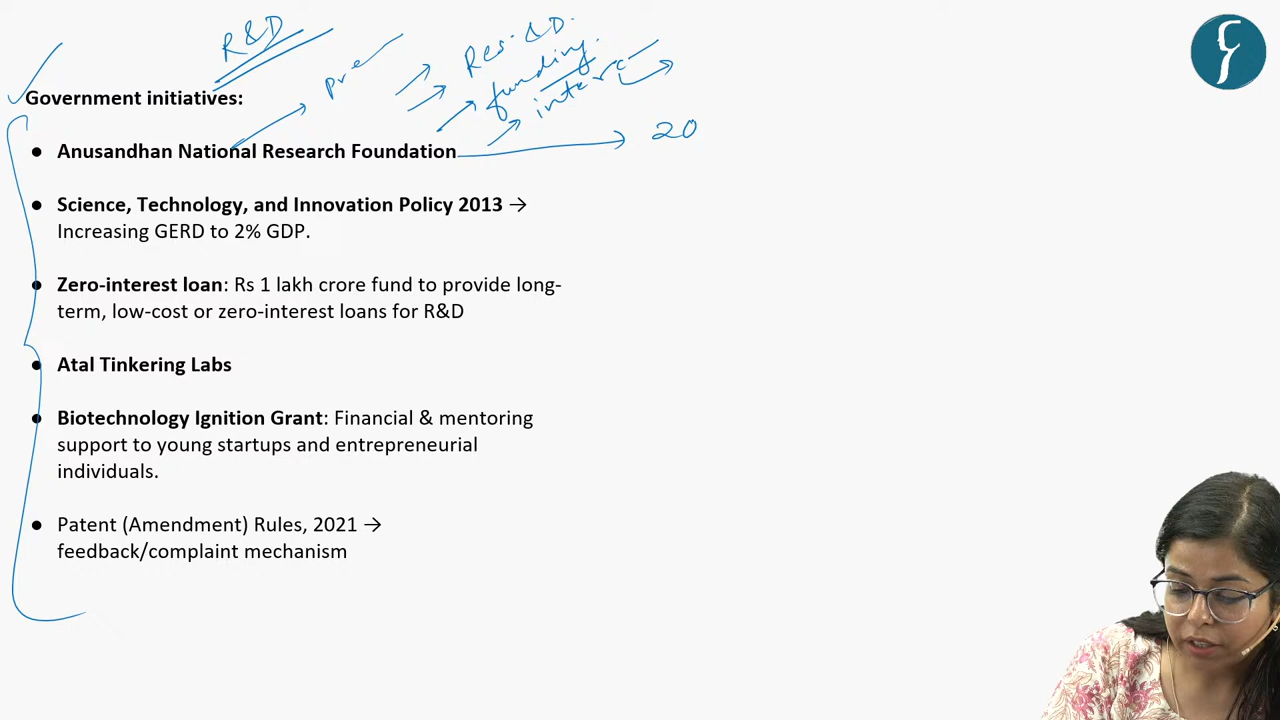 R&D
pre
Res. & D.
funding.
20
Government initiatives:
● Anusandhan National Research Foundation
● Science, Technology, and Innovation Policy 2013 →
Increasing GERD to 2% GDP.
● Zero-interest loan: Rs 1 lakh crore fund to provide long-
term, low-cost or zero-interest loans for R&D
● Atal Tinkering Labs
● Biotechnology Ignition Grant: Financial & mentoring
support to young startups and entrepreneurial
individuals.
● Patent (Amendment) Rules, 2021 →
feedback/complaint mechanism